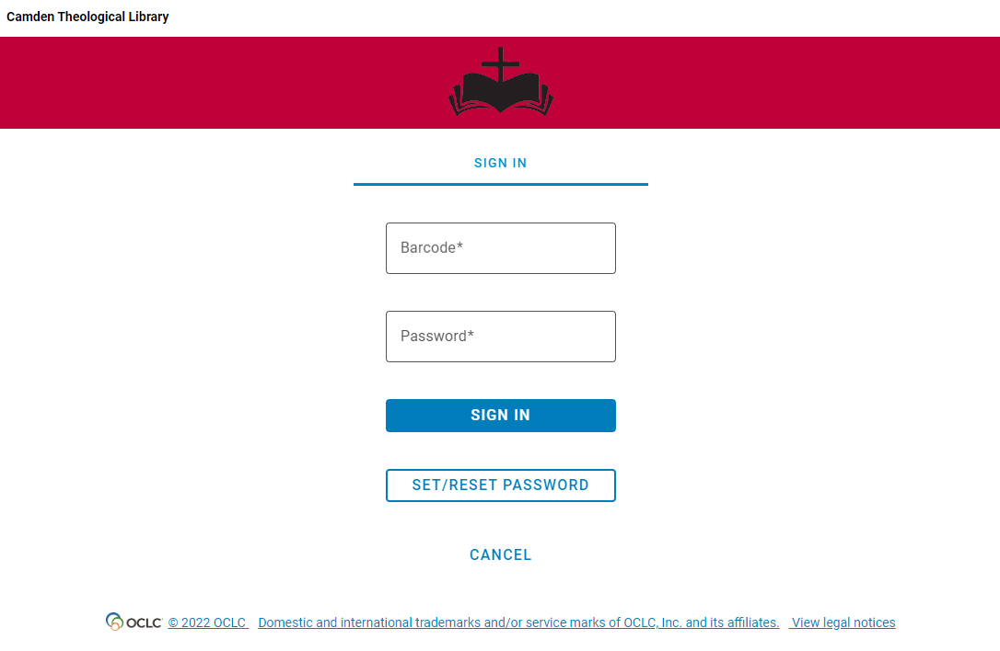 Camden Theological Library
SIGN IN
Barcode*
Password*
SIGN IN
SET/RESET PASSWORD
CANCEL
OCLC © 2022 OCLC Domestic and international trademarks and/or service marks of OCLC, Inc. and its affiliates. View legal notices